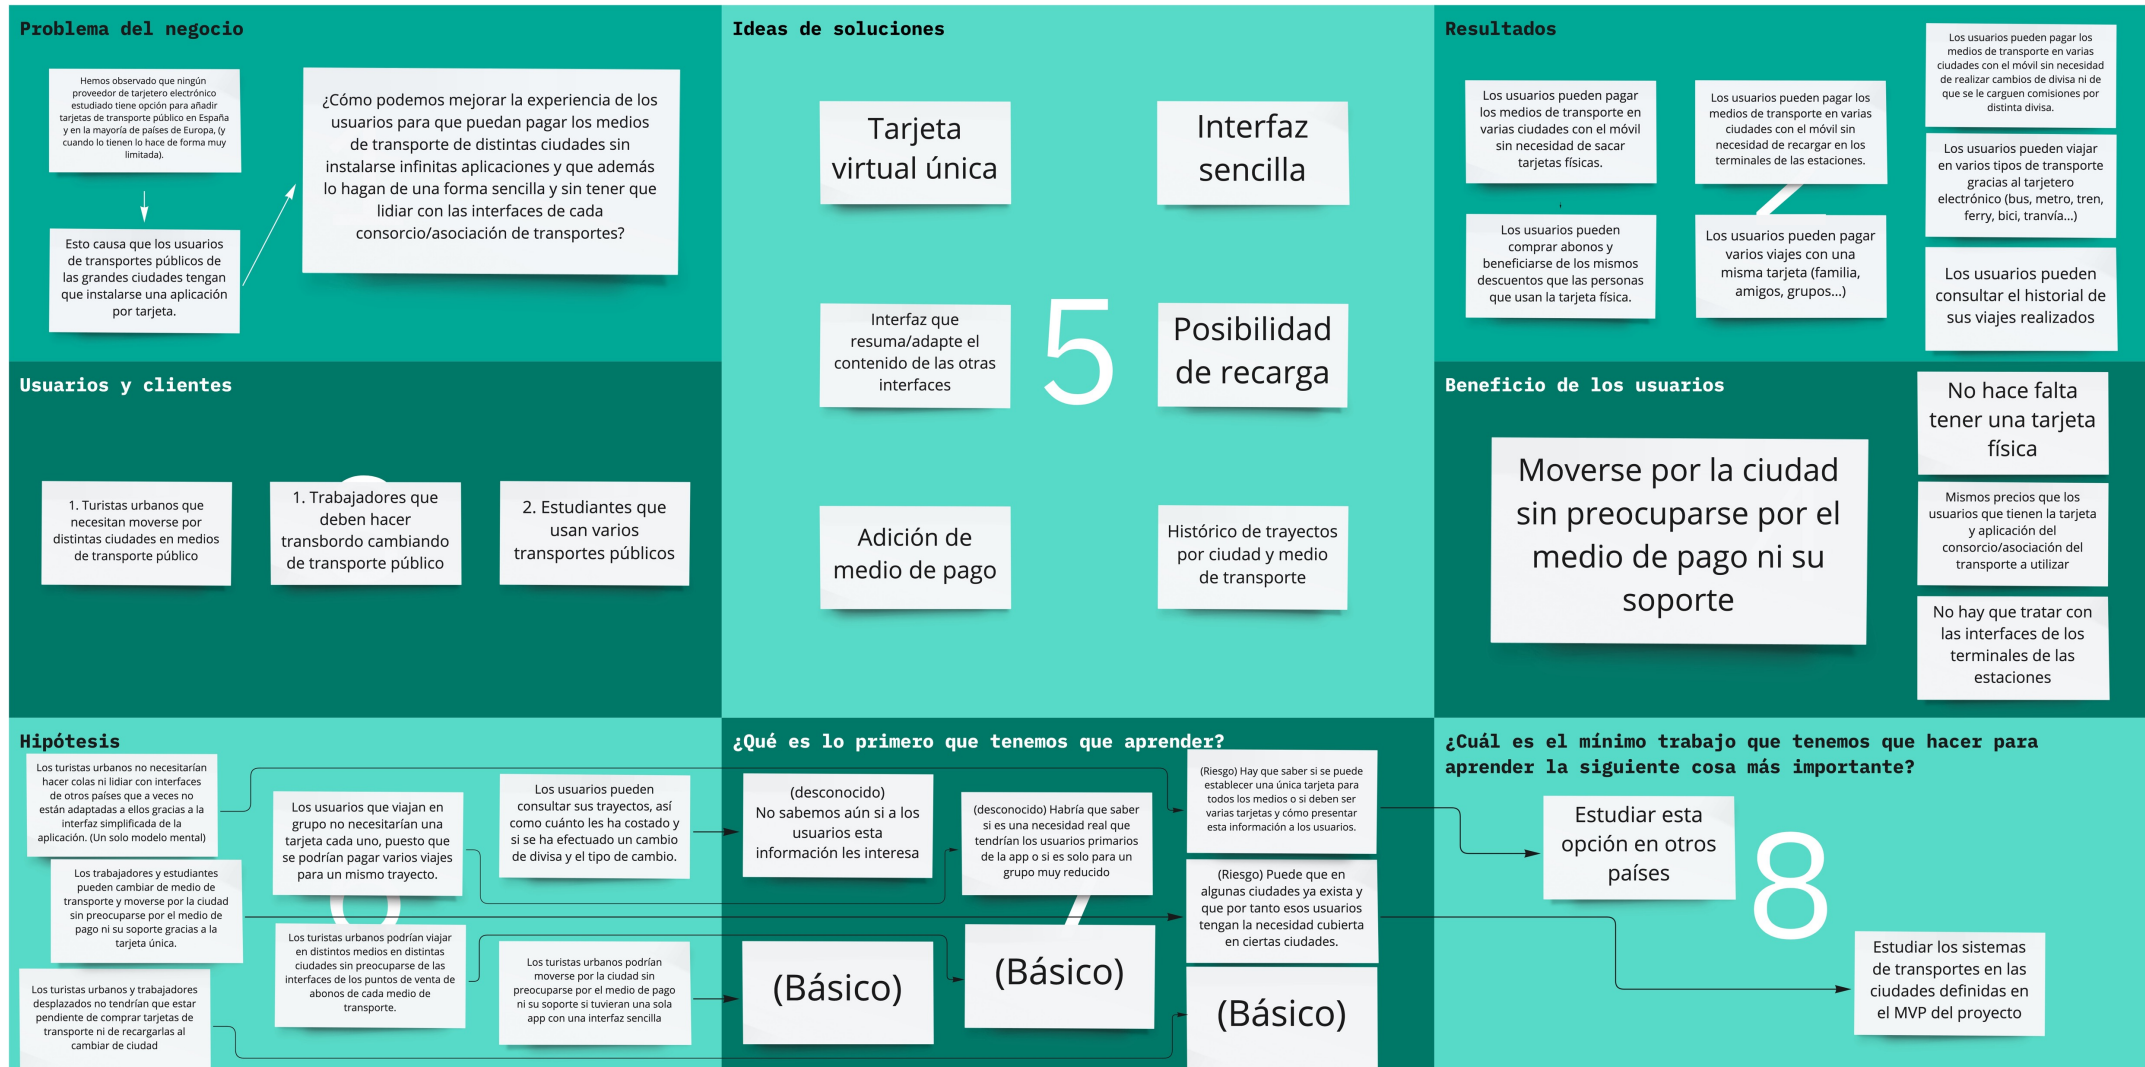 Problema del negocio
Hemos observado que ningún
proveedor de tarjetero electrónico
estudiado tiene opción para añadir
tarjetas de transporte público en España
y en la mayoría de países de Europa, (y
cuando lo tienen lo hace de forma muy
limitada).
Esto causa que los usuarios
de transportes públicos de
las grandes ciudades tengan
que instalarse una aplicación
por tarjeta.
¿Cómo podemos mejorar la experiencia de los
usuarios para que puedan pagar los medios
de transporte de distintas ciudades sin
instalarse infinitas aplicaciones y que además
lo hagan de una forma sencilla y sin tener que
lidiar con las interfaces de cada
consorcio/asociación de transportes?
Usuarios y clientes
1. Turistas urbanos que
necesitan moverse por
distintas ciudades en medios
de transporte público
1. Trabajadores que
deben hacer
transbordo cambiando
de transporte público
2. Estudiantes que
usan varios
transportes públicos
Ideas de soluciones
Tarjeta
virtual única
Interfaz
sencilla
Interfaz que
resuma/adapte el
contenido de las otras
interfaces
5
Posibilidad
de recarga
Adición de
medio de pago
Histórico de trayectos
por ciudad y medio
de transporte
Resultados
Los usuarios pueden pagar
los medios de transporte en
varias ciudades con el móvil
sin necesidad de sacar
tarjetas físicas.
Los usuarios pueden pagar los
medios de transporte en varias
ciudades con el móvil sin
necesidad de recargar en los
terminales de las estaciones.
Los usuarios pueden pagar los
medios de transporte en varias
ciudades con el móvil sin necesidad
de realizar cambios de divisa ni de
que se le carguen comisiones por
distinta divisa.
Los usuarios pueden viajar
en varios tipos de transporte
gracias al tarjetero
electrónico (bus, metro, tren,
ferry, bici, tranvía...)
Los usuarios pueden
comprar abonos y
beneficiarse de los mismos
descuentos que las personas
que usan la tarjeta física.
Los usuarios pueden pagar
varios viajes con una
misma tarjeta (familia,
amigos, grupos...)
Los usuarios pueden
consultar el historial de
sus viajes realizados
Beneficio de los usuarios
Moverse por la ciudad
sin preocuparse por el
medio de pago ni su
soporte
No hace falta
tener una tarjeta
física
Mismos precios que los
usuarios que tienen la tarjeta
y aplicación del
consorcio/asociación del
transporte a utilizar
No hay que tratar con
las interfaces de los
terminales de las
estaciones
Hipótesis
Los turistas urbanos no necesitarían
hacer colas ni lidiar con interfaces
de otros países que a veces no
están adaptadas a ellos gracias a la
interfaz simplificada de la
aplicación. (Un solo modelo mental)
Los trabajadores y estudiantes
pueden cambiar de medio de
transporte y moverse por la ciudad
sin preocuparse por el medio de
pago ni su soporte gracias a la
tarjeta única.
Los turistas urbanos y trabajadores
desplazados no tendrían que estar
pendiente de comprar tarjetas de
transporte ni de recargarlas al
cambiar de ciudad
Los usuarios que viajan en
grupo no necesitarían una
tarjeta cada uno, puesto que
se podrían pagar varios viajes
para un mismo trayecto.
Los turistas urbanos podrían viajar
en distintos medios en distintas
ciudades sin preocuparse de las
interfaces de los puntos de venta de
abonos de cada medio de
transporte.
Los usuarios pueden
consultar sus trayectos, así
como cuánto les ha costado y
si se ha efectuado un cambio
de divisa y el tipo de cambio.
Los turistas urbanos podrían
moverse por la ciudad sin
preocuparse por el medio de pago
ni su soporte si tuvieran una sola
app con una interfaz sencilla
¿Qué es lo primero que tenemos que aprender?
(desconocido)
No sabemos aún si a los
usuarios esta
información les interesa
(desconocido) Habría que saber
si es una necesidad real que
tendrían los usuarios primarios
de la app o si es solo para un
grupo muy reducido
(Riesgo) Hay que saber si se puede
establecer una única tarjeta para
todos los medios o si deben ser
varias tarjetas y cómo presentar
esta información a los usuarios.
(Riesgo) Puede que en
algunas ciudades ya exista y
que por tanto esos usuarios
tengan la necesidad cubierta
en ciertas ciudades.
(Básico)
(Básico)
(Básico)
¿Cuál es el mínimo trabajo que tenemos que hacer para
aprender la siguiente cosa más importante?
Estudiar esta
opción en otros
países
8
Estudiar los sistemas
de transportes en las
ciudades definidas en
el MVP del proyecto